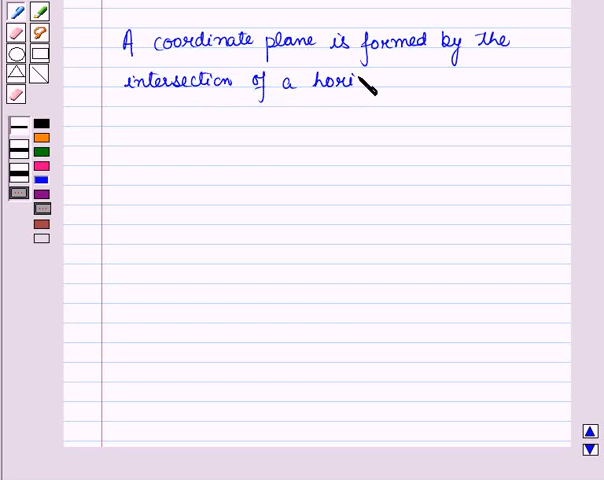 A coordinate plane is formed by the
intersection of a hori